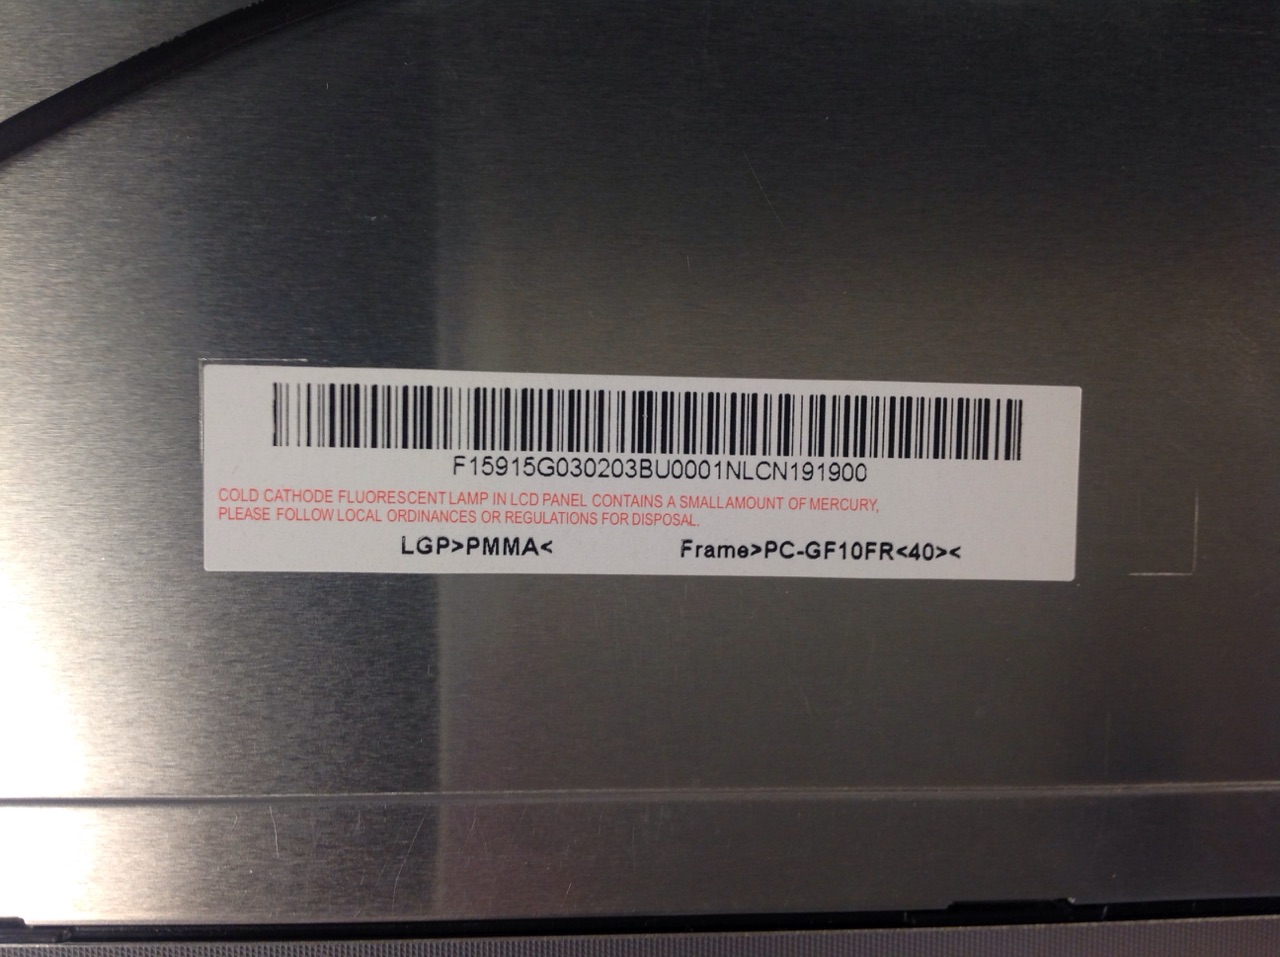 F15915G030203BU0001NLCN191900
COLD CATHODE FLUORESCENT LAMP IN LCD PANEL CONTAINS A SMALL AMOUNT OF MERCURY,
PLEASE FOLLOW LOCAL ORDINANCES OR REGULATIONS FOR DISPOSAL.
LGP>PMMA< Frame>PC-GF10FR<40><